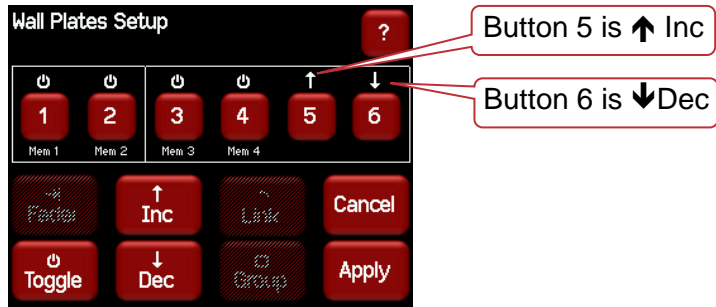 Wall Plates Setup
?
Button 5 is ↑ Inc
Button 6 is ↓Dec
1 2 3 4 5 6
Mem 1 Mem 2 Mem 3 Mem 4
Fader Inc Link Cancel
Toggle Dec Group Apply